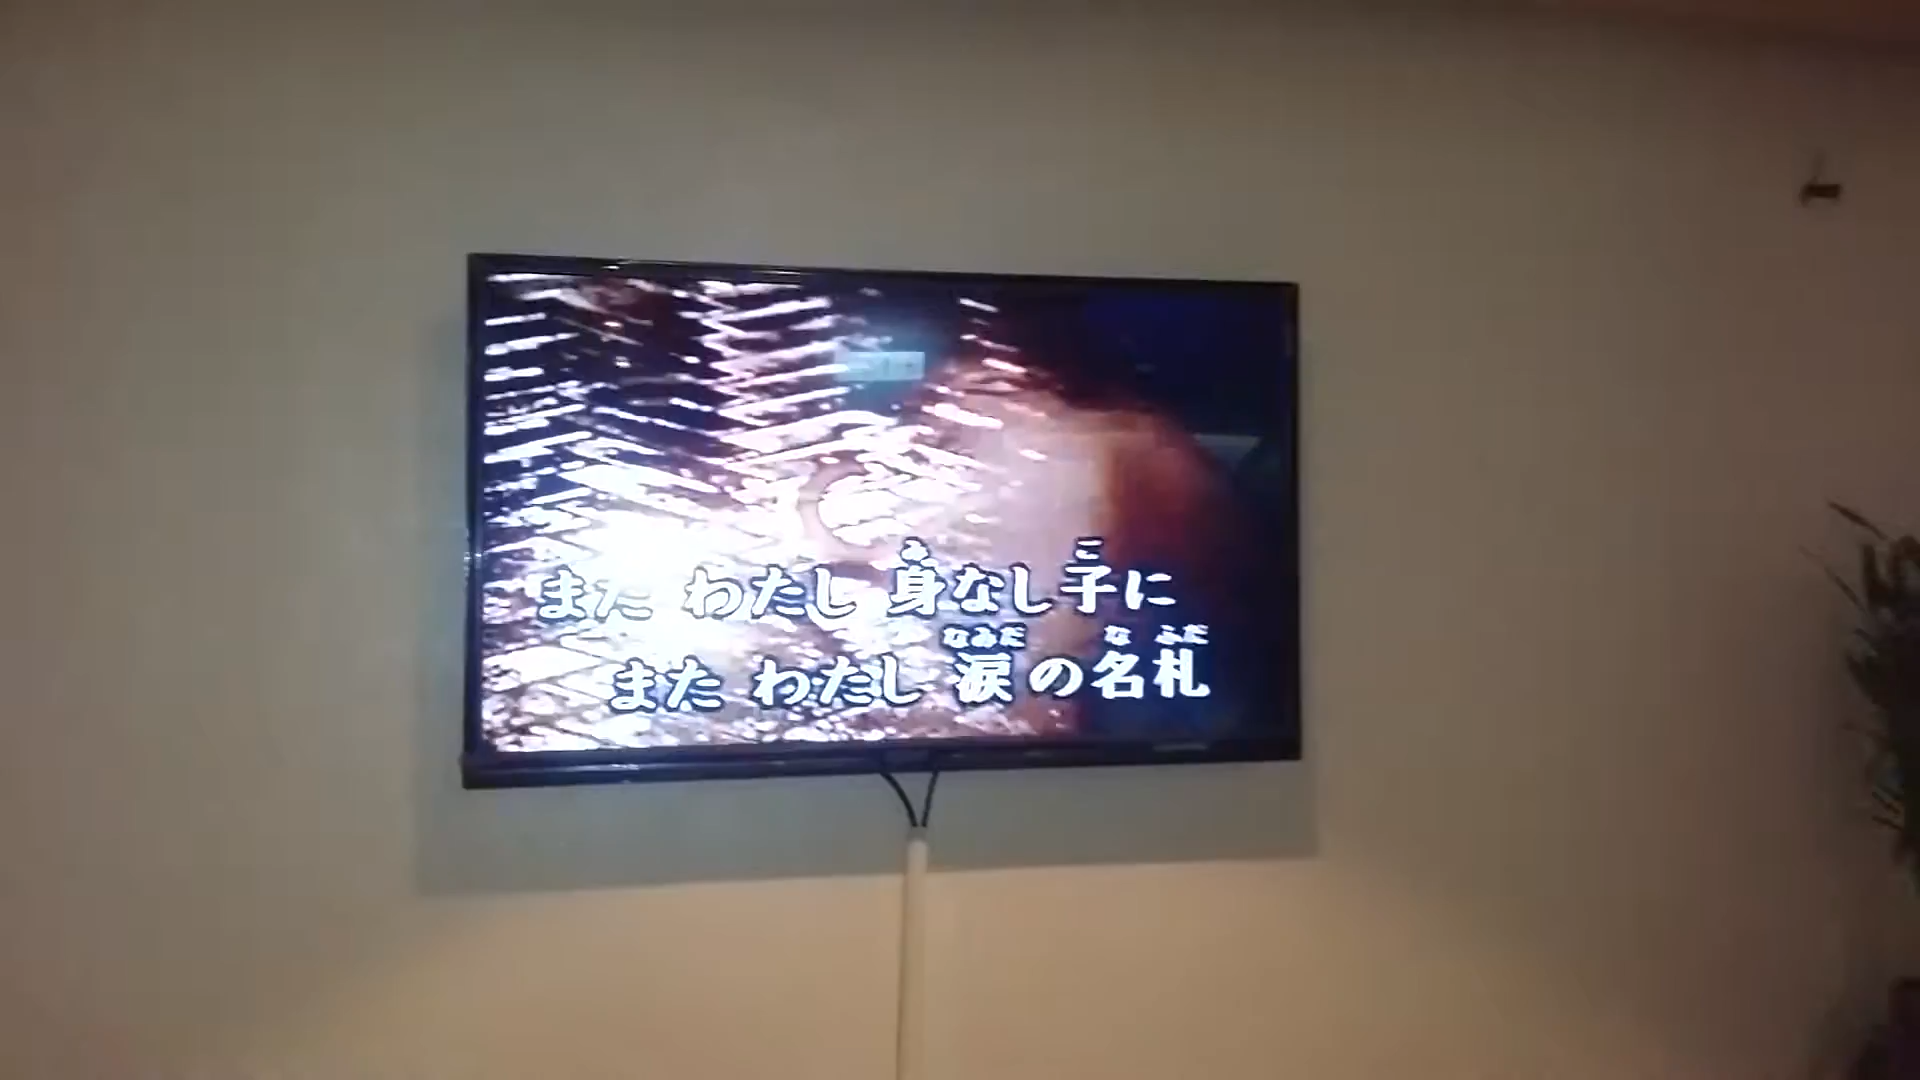 また わたし 身なし子に
また わたし 涙の名札